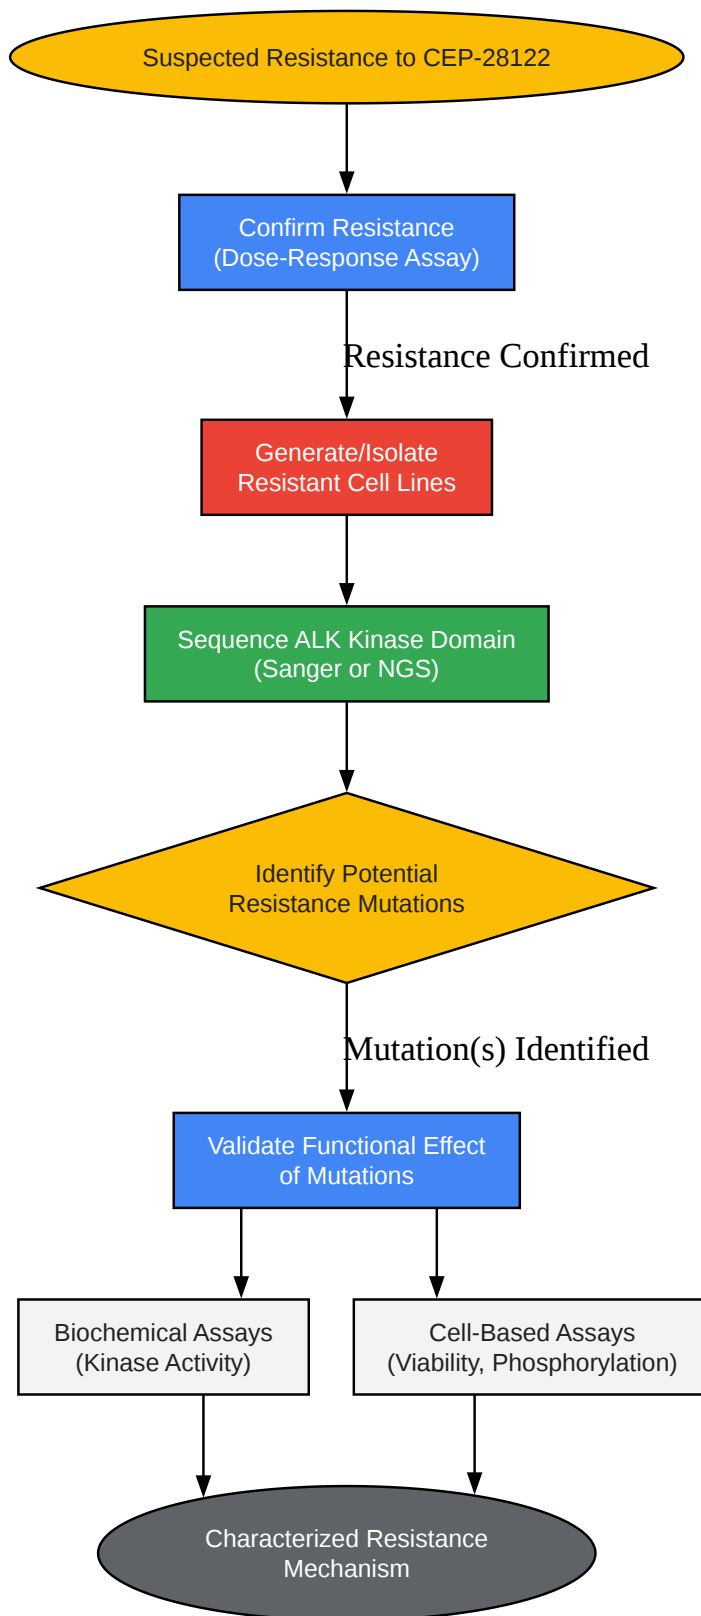 Suspected Resistance to CEP-28122
Confirm Resistance
(Dose-Response Assay)
Resistance Confirmed
Generate/Isolate
Resistant Cell Lines
Sequence ALK Kinase Domain
(Sanger or NGS)
Identify Potential
Resistance Mutations
Mutation(s) Identified
Validate Functional Effect
of Mutations
Biochemical Assays
(Kinase Activity)
Cell-Based Assays
(Viability, Phosphorylation)
Characterized Resistance
Mechanism